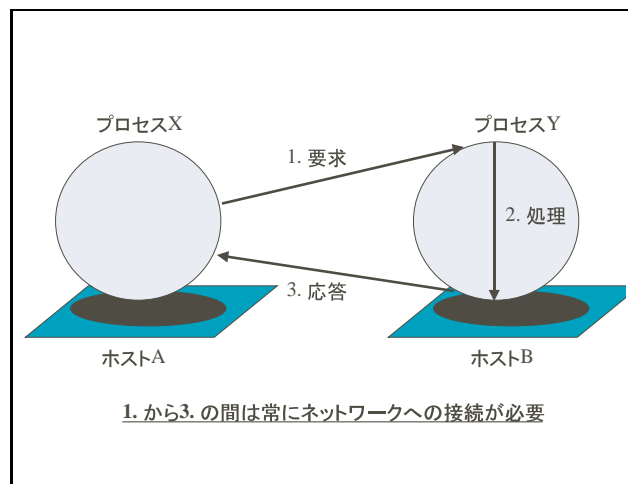 プロセスX
プロセスY
1. 要求
2. 処理
3. 応答
ホストA
ホストB
1. から3. の間は常にネットワークへの接続が必要